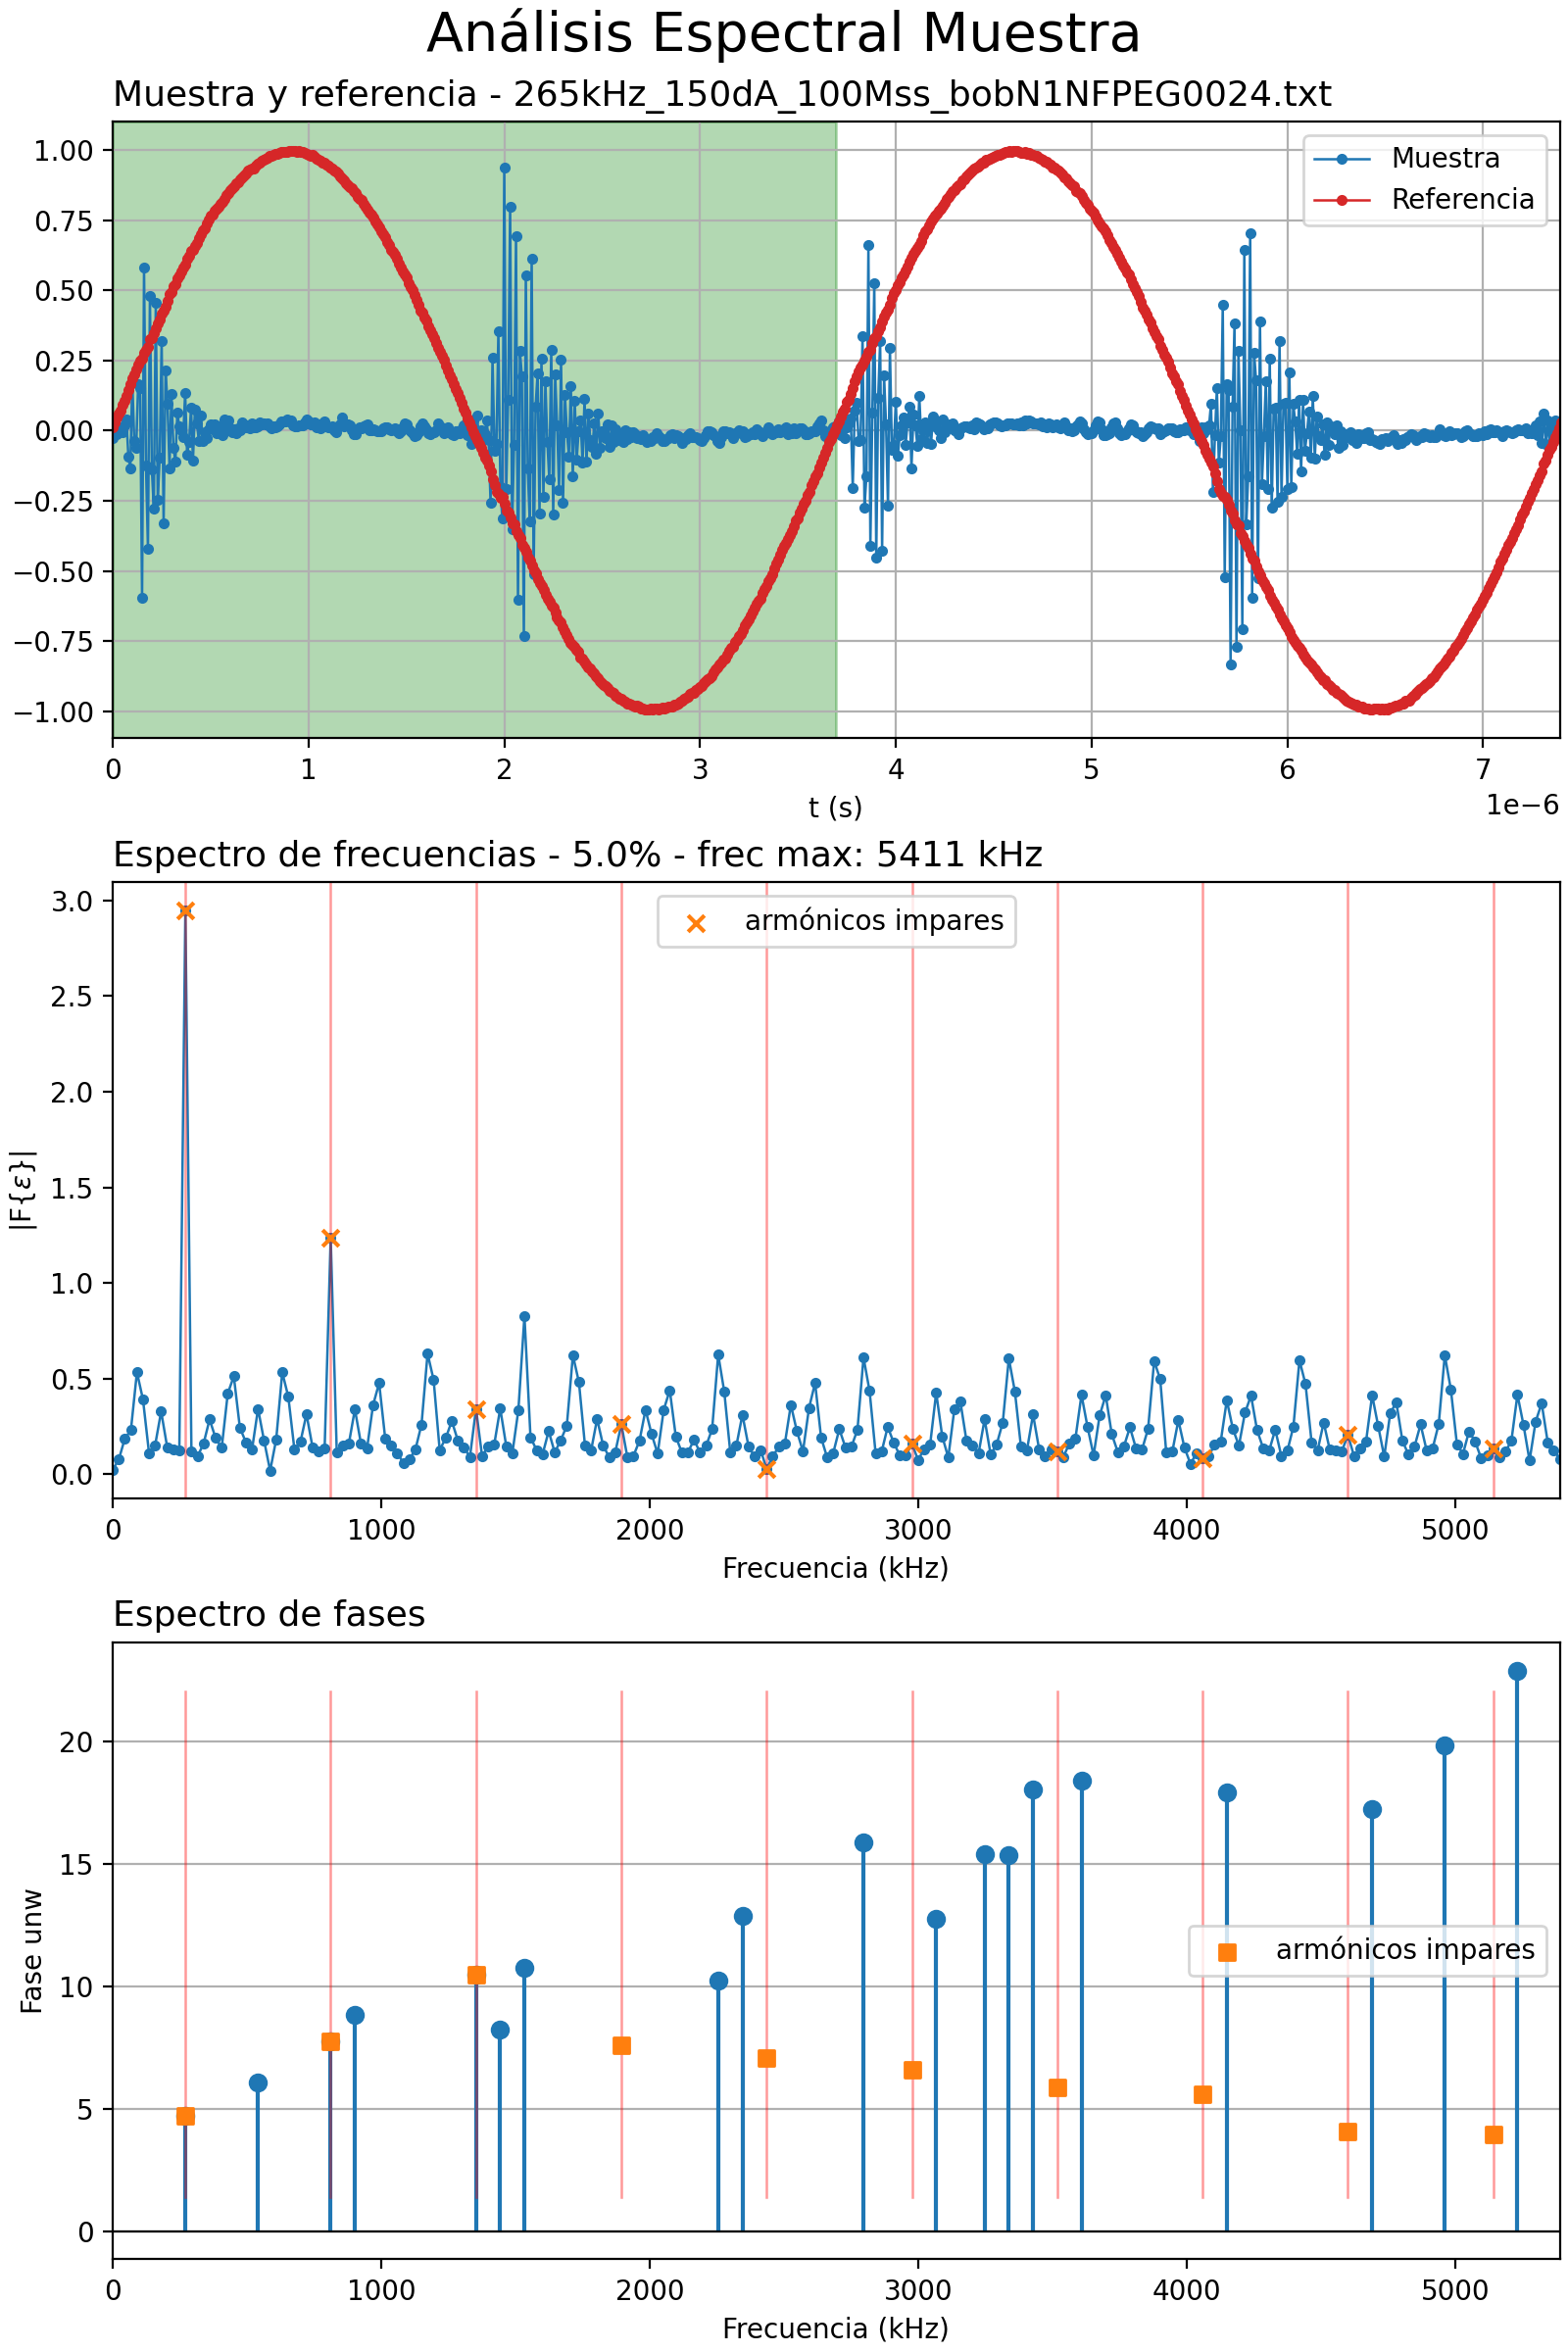 Análisis Espectral Muestra
Muestra y referencia - 265kHz_150dA_100Mss_bobN1NFPEG0024.txt
Muestra
Referencia
1.00
0.75
0.50
0.25
0.00
−0.25
−0.50
−0.75
−1.00
0 1 2 3 4 5 6 7
t (s)
1e−6
Espectro de frecuencias - 5.0% - frec max: 5411 kHz
armónicos impares
3.0
2.5
2.0
1.5
1.0
0.5
0.0
|F{ε}|
0 1000 2000 3000 4000 5000
Frecuencia (kHz)
Espectro de fases
20
15
10
5
0
Fase unw
armónicos impares
0 1000 2000 3000 4000 5000
Frecuencia (kHz)